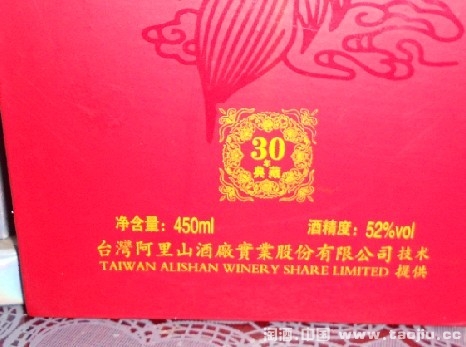 30
年
典藏
净含量：450ml 酒精度：52%vol
台灣阿里山酒廠實業股份有限公司 技术
TAIWAN ALISHAN WINERY SHARE LIMITED 提供
淘酒.中国 www.taojiu.cc